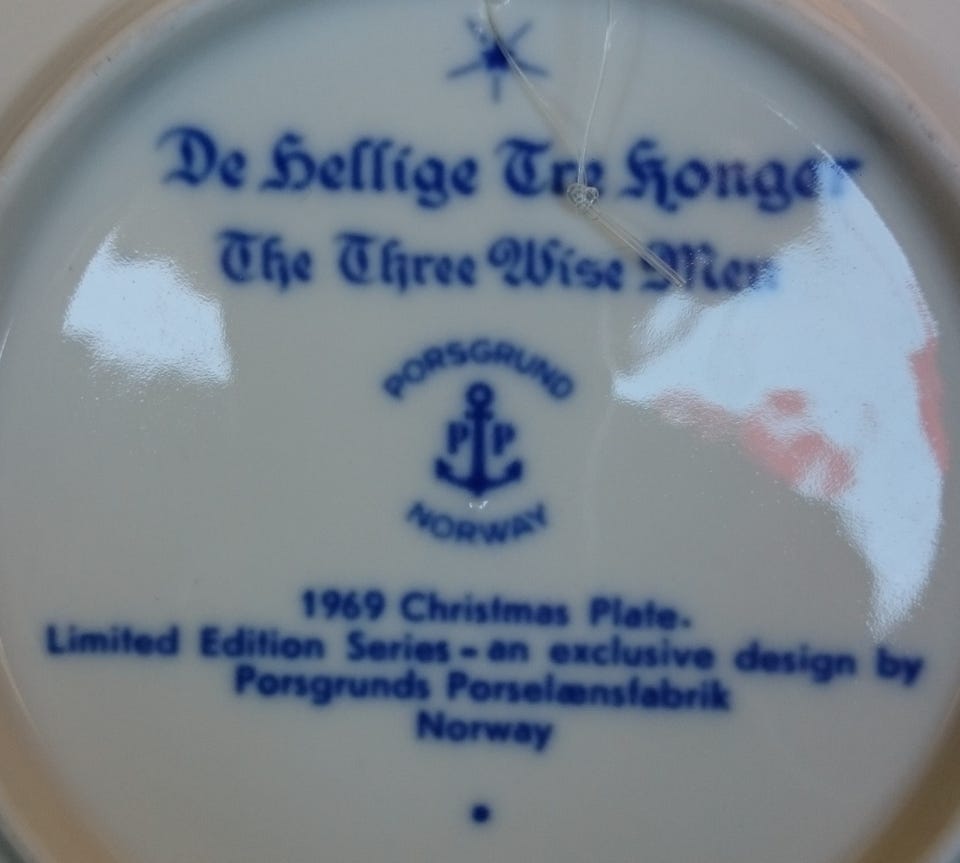 De Hellige Tre Konger
The Three Wise Men
PORSGRUND
P P
NORWAY
1969 Christmas Plate.
Limited Edition Series - an exclusive design by
Porsgrunds Porselænsfabrik
Norway